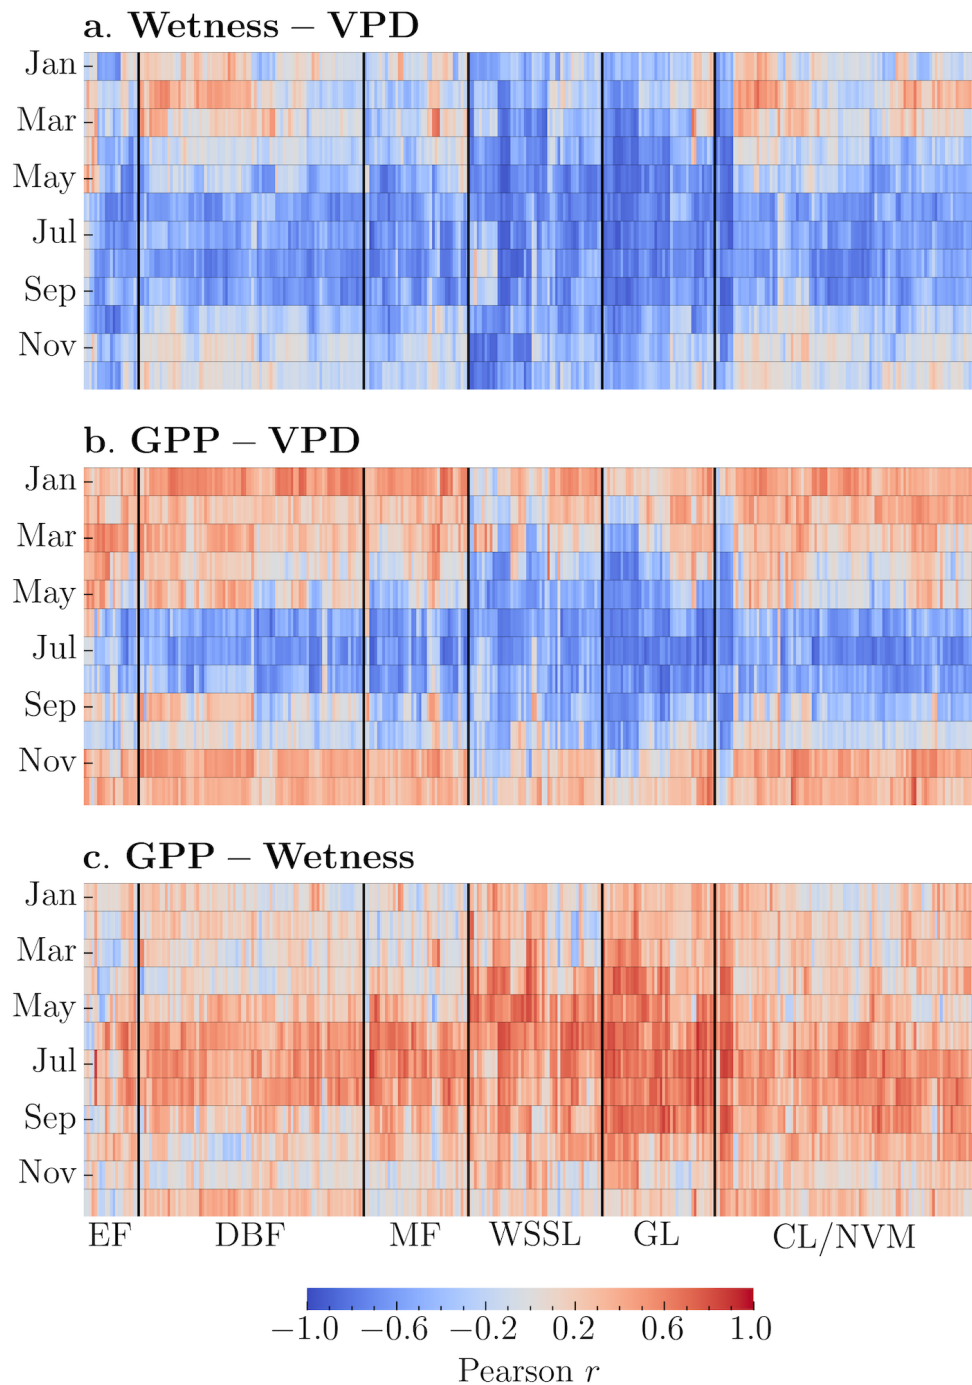 a. Wetness – VPD
Jan
Mar
May
Jul
Sep
Nov
b. GPP – VPD
Jan
Mar
May
Jul
Sep
Nov
c. GPP – Wetness
Jan
Mar
May
Jul
Sep
Nov
EF DBF MF WSSL GL CL/NVM
−1.0 −0.6 −0.2 0.2 0.6 1.0
Pearson r